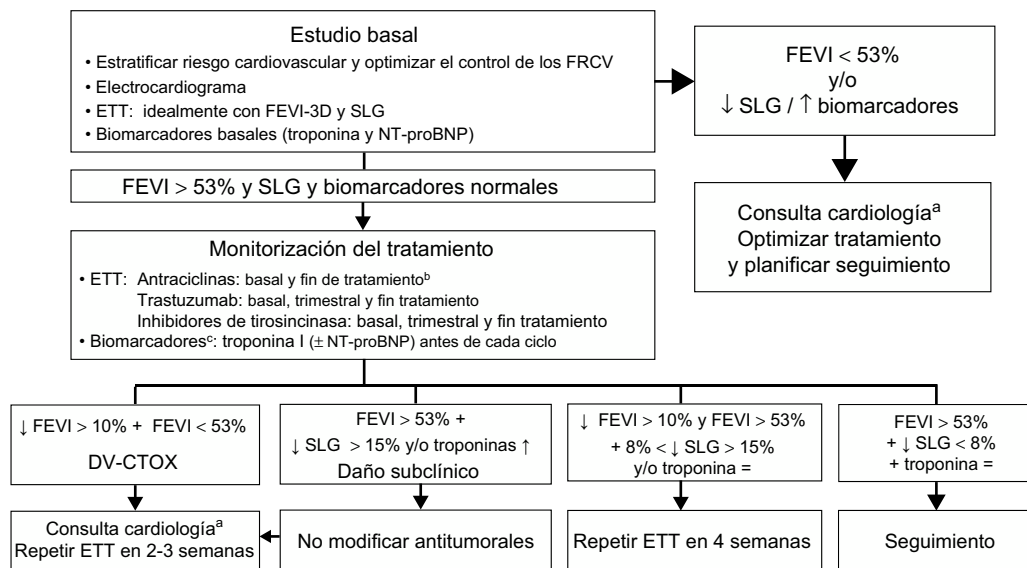 Estudio basal
• Estratificar riesgo cardiovascular y optimizar el control de los FRCV
• Electrocardiograma
• ETT: idealmente con FEVI-3D y SLG
• Biomarcadores basales (troponina y NT-proBNP)
FEVI < 53%
y/o
↓ SLG / ↑ biomarcadores
FEVI > 53% y SLG y biomarcadores normales
Consulta cardiologíaª
Optimizar tratamiento
y planificar seguimiento
Monitorización del tratamiento
• ETT: Antraciclinas: basal y fin de tratamientoᵇ
Trastuzumab: basal, trimestral y fin tratamiento
Inhibidores de tirosincinasa: basal, trimestral y fin tratamiento
• Biomarcadoresᶜ: troponina I (± NT-proBNP) antes de cada ciclo
↓ FEVI > 10% + FEVI < 53%
DV-CTOX
FEVI > 53% +
↓ SLG > 15% y/o troponinas ↑
Daño subclínico
↓ FEVI > 10% y FEVI > 53%
+ 8% < ↓ SLG > 15%
y/o troponina =
FEVI > 53%
+ ↓ SLG < 8%
+ troponina =
Consulta cardiologíaª
Repetir ETT en 2-3 semanas
No modificar antitumorales
Repetir ETT en 4 semanas
Seguimiento